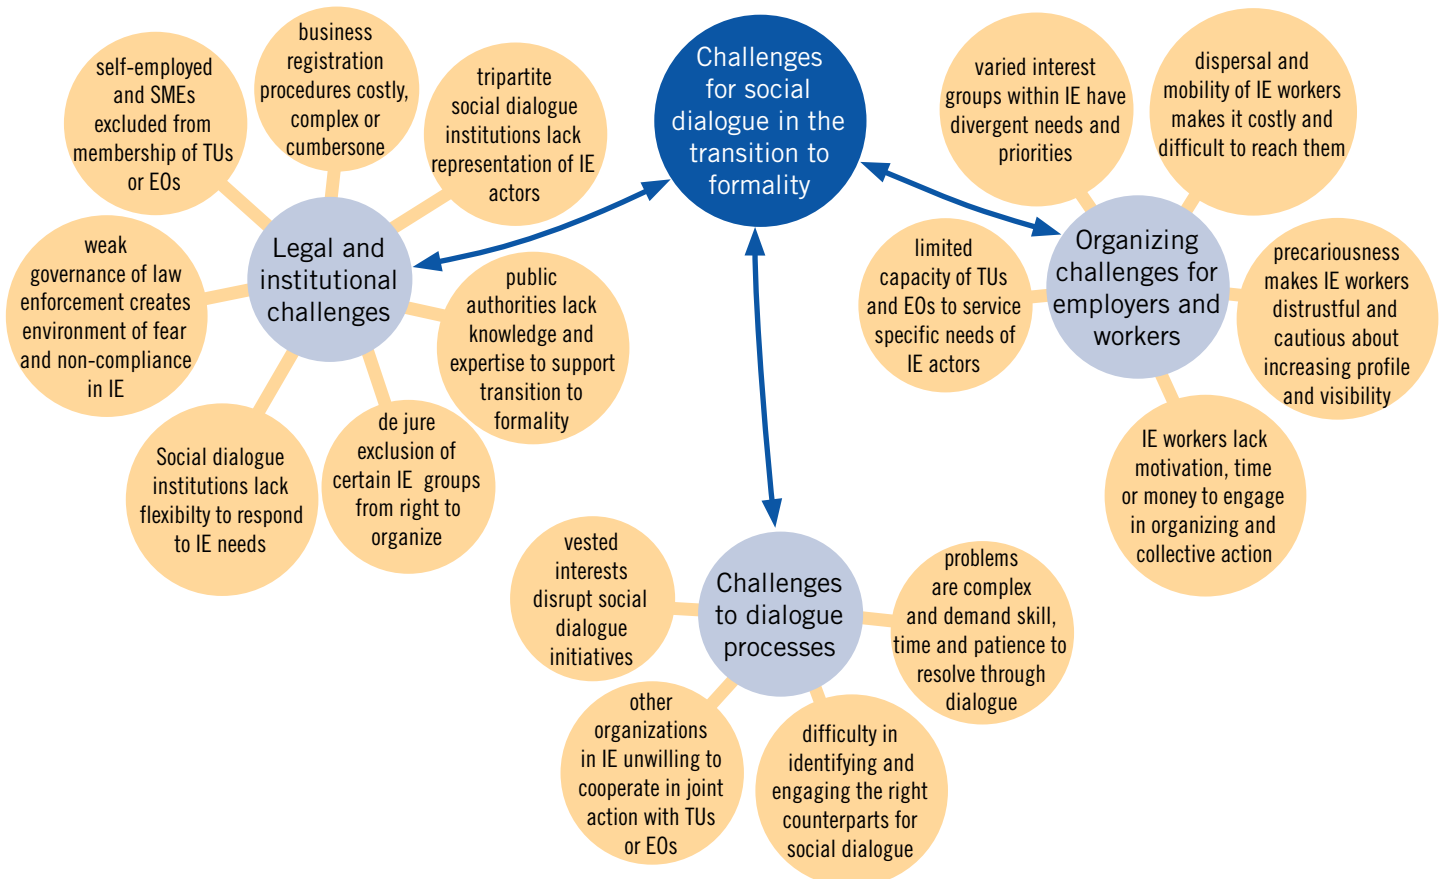 Challenges
for social
dialogue in the
transition to
formality
Legal and
institutional
challenges
self-employed
and SMEs
excluded from
membership of TUs
or EOs
business
registration
procedures costly,
complex or
cumbersone
tripartite
social dialogue
institutions lack
representation of IE
actors
weak
governance of law
enforcement creates
environment of fear
and non-compliance
in IE
public
authorities lack
knowledge and
expertise to support
transition to
formality
Social dialogue
institutions lack
flexibilty to respond
to IE needs
de jure
exclusion of
certain IE groups
from right to
organize
Organizing
challenges for
employers and
workers
varied interest
groups within IE have
divergent needs and
priorities
dispersal and
mobility of IE workers
makes it costly and
difficult to reach them
limited
capacity of TUs
and EOs to service
specific needs of
IE actors
precariousness
makes IE workers
distrustful and
cautious about
increasing profile
and visibility
IE workers lack
motivation, time
or money to engage
in organizing and
collective action
Challenges
to dialogue
processes
vested
interests
disrupt social
dialogue
initiatives
problems
are complex
and demand skill,
time and patience to
resolve through
dialogue
other
organizations
in IE unwilling to
cooperate in joint
action with TUs
or EOs
difficulty in
identifying and
engaging the right
counterparts for
social dialogue